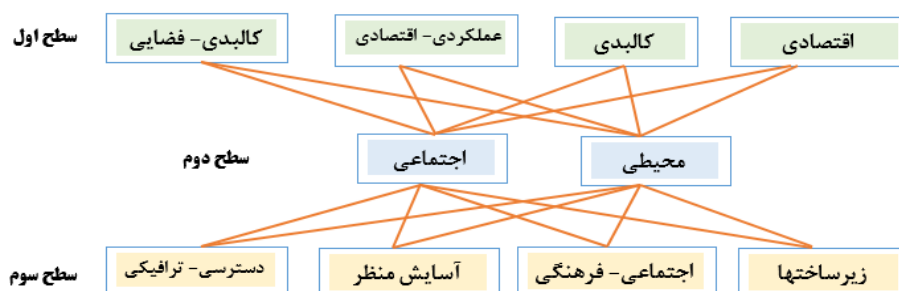 سطح اول
کالبدی- فضایی
عملکردی- اقتصادی
کالبدی
اقتصادی
سطح دوم
اجتماعی
محیطی
سطح سوم
دسترسی- ترافیکی
آسایش منظر
اجتماعی- فرهنگی
زیرساختها